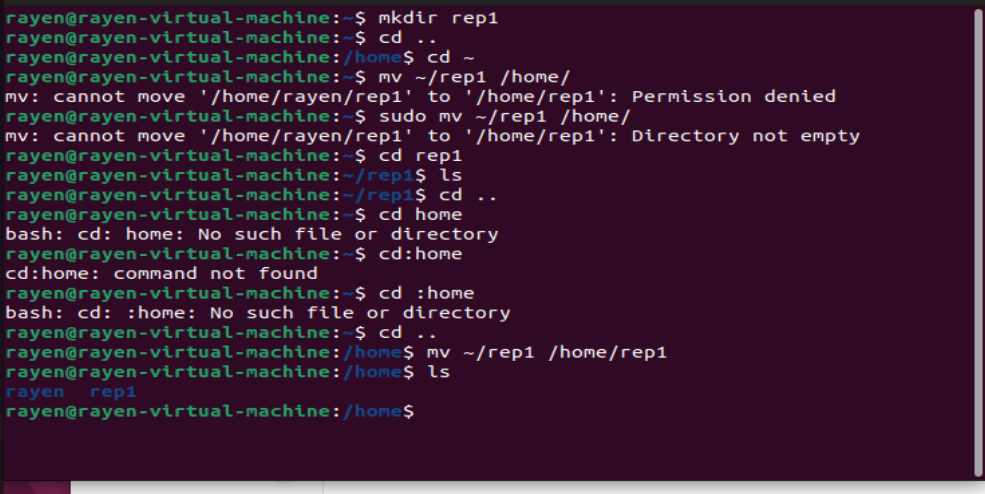 rayen@rayen-virtual-machine:~$ mkdir rep1
rayen@rayen-virtual-machine:~$ cd ..
rayen@rayen-virtual-machine:/home$ cd ~
rayen@rayen-virtual-machine:~$ mv ~/rep1 /home/
mv: cannot move '/home/rayen/rep1' to '/home/rep1': Permission denied
rayen@rayen-virtual-machine:~$ sudo mv ~/rep1 /home/
mv: cannot move '/home/rayen/rep1' to '/home/rep1': Directory not empty
rayen@rayen-virtual-machine:~$ cd rep1
rayen@rayen-virtual-machine:~/rep1$ ls
rayen@rayen-virtual-machine:~/rep1$ cd ..
rayen@rayen-virtual-machine:~$ cd home
bash: cd: home: No such file or directory
rayen@rayen-virtual-machine:~$ cd:home
cd:home: command not found
rayen@rayen-virtual-machine:~$ cd :home
bash: cd: :home: No such file or directory
rayen@rayen-virtual-machine:~$ cd ..
rayen@rayen-virtual-machine:/home$ mv ~/rep1 /home/rep1
rayen@rayen-virtual-machine:/home$ ls
rayen  rep1
rayen@rayen-virtual-machine:/home$